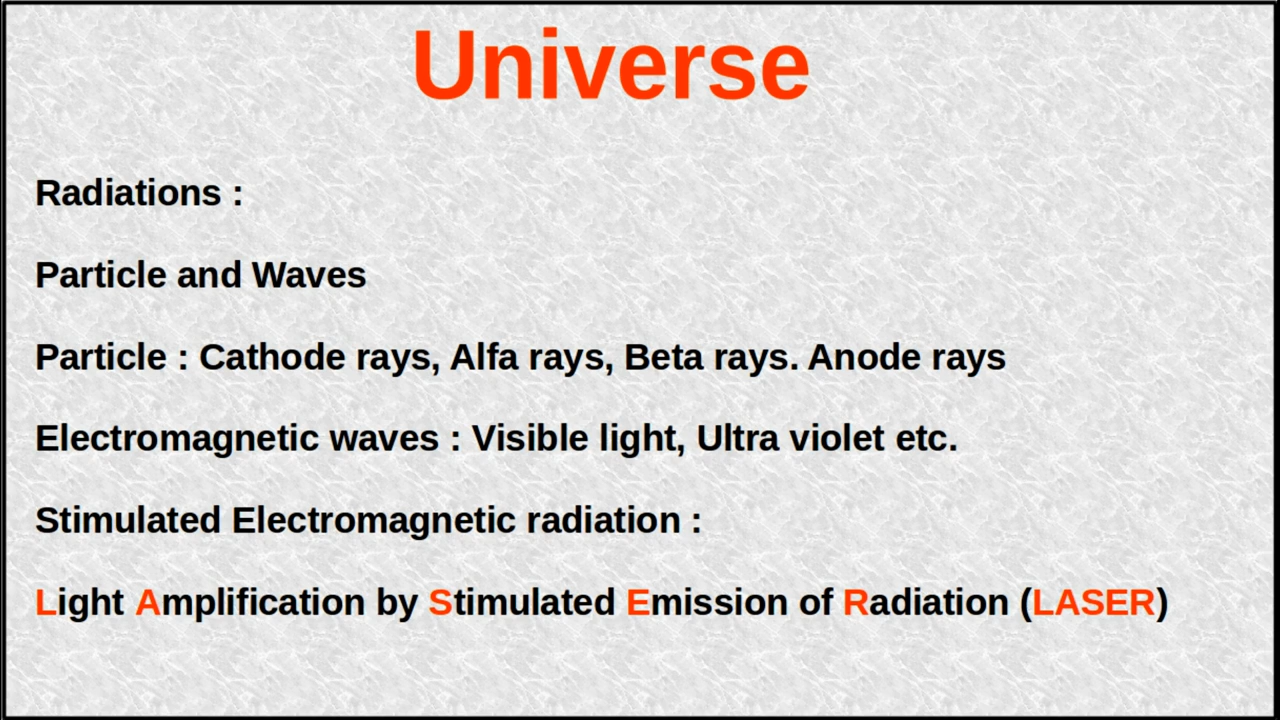 Universe
Radiations :
Particle and Waves
Particle : Cathode rays, Alfa rays, Beta rays. Anode rays
Electromagnetic waves : Visible light, Ultra violet etc.
Stimulated Electromagnetic radiation :
Light Amplification by Stimulated Emission of Radiation (LASER)